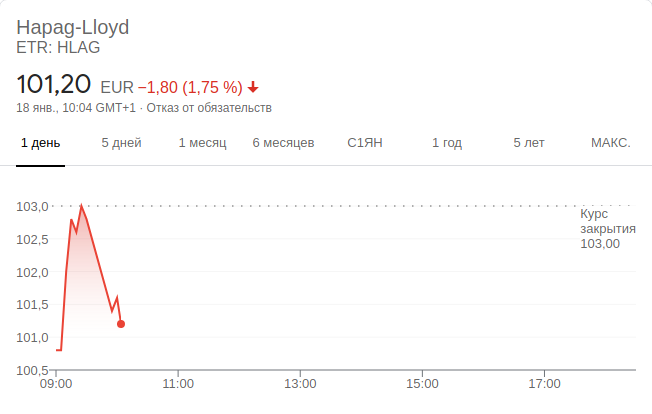 Hapag-Lloyd
ETR: HLAG
101,20 EUR −1,80 (1,75 %)
18 янв., 10:04 GMT+1 · Отказ от обязательств
1 день 5 дней 1 месяц 6 месяцев С1ЯН 1 год 5 лет МАКС.
103,0
Курс
закрытия
103,00
102,5
102,0
101,5
101,0
100,5
09:00 11:00 13:00 15:00 17:00